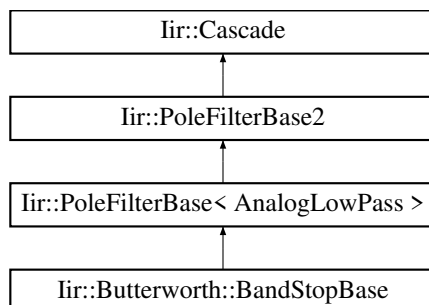 Iir::Cascade
Iir::PoleFilterBase2
Iir::PoleFilterBase< AnalogLowPass >
Iir::Butterworth::BandStopBase